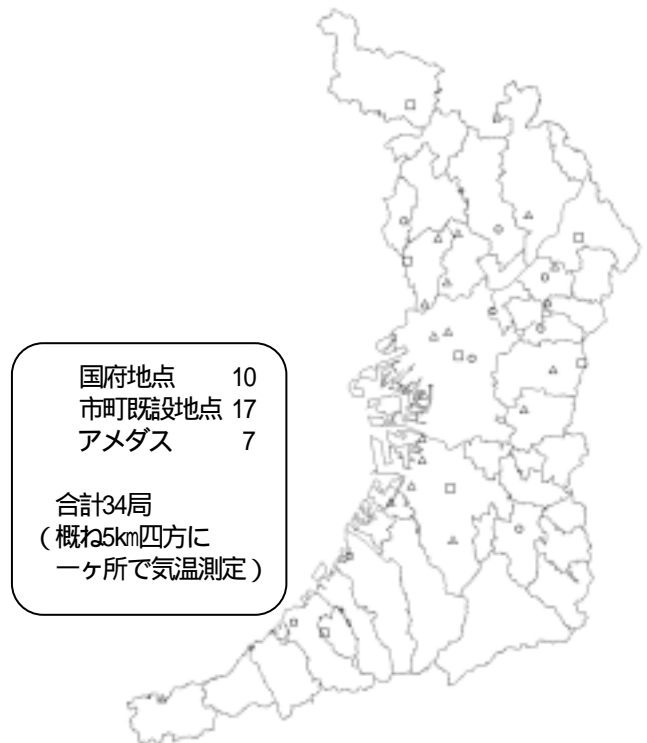 国府地点 10
市町既設地点 17
アメダス 7
合計34局
(概ね5㎞四方に
一ヶ所で気温測定)